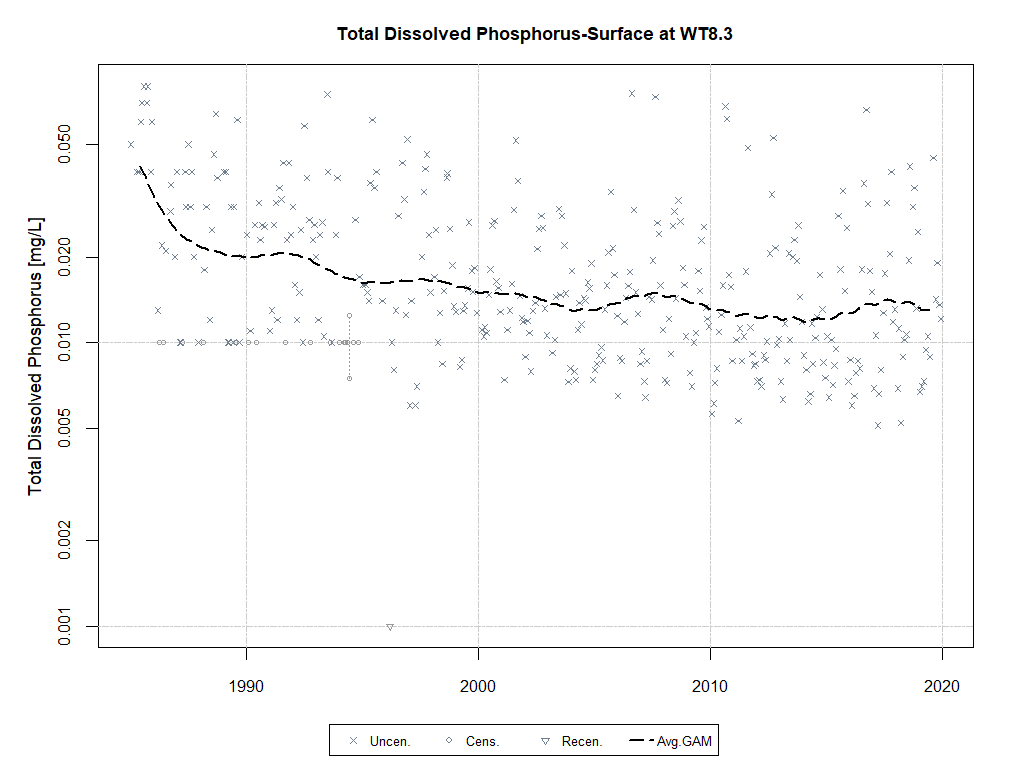 Total Dissolved Phosphorus-Surface at WT8.3
Total Dissolved Phosphorus [mg/L]
0.050
0.020
0.010
0.005
0.002
0.001
1990 2000 2010 2020
Uncen. Cens. Recen. Avg.GAM